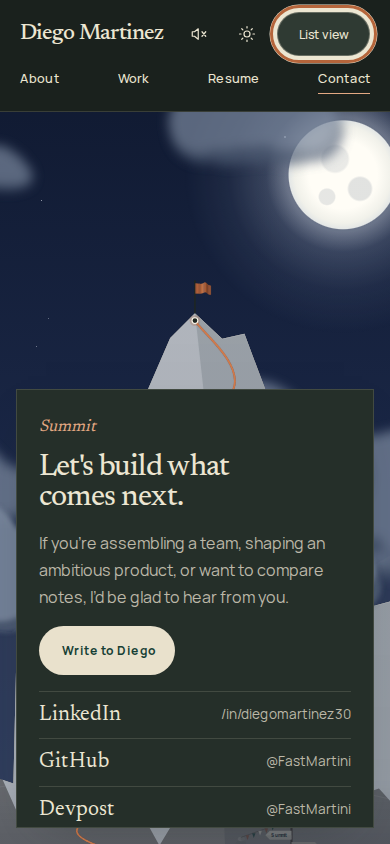 Diego Martinez
List view
About Work Resume Contact
Summit
Let's build what
comes next.
If you're assembling a team, shaping an
ambitious product, or want to compare
notes, I'd be glad to hear from you.
Write to Diego
LinkedIn /in/diegomartinez30
GitHub @FastMartini
Devpost @FastMartini
Summit